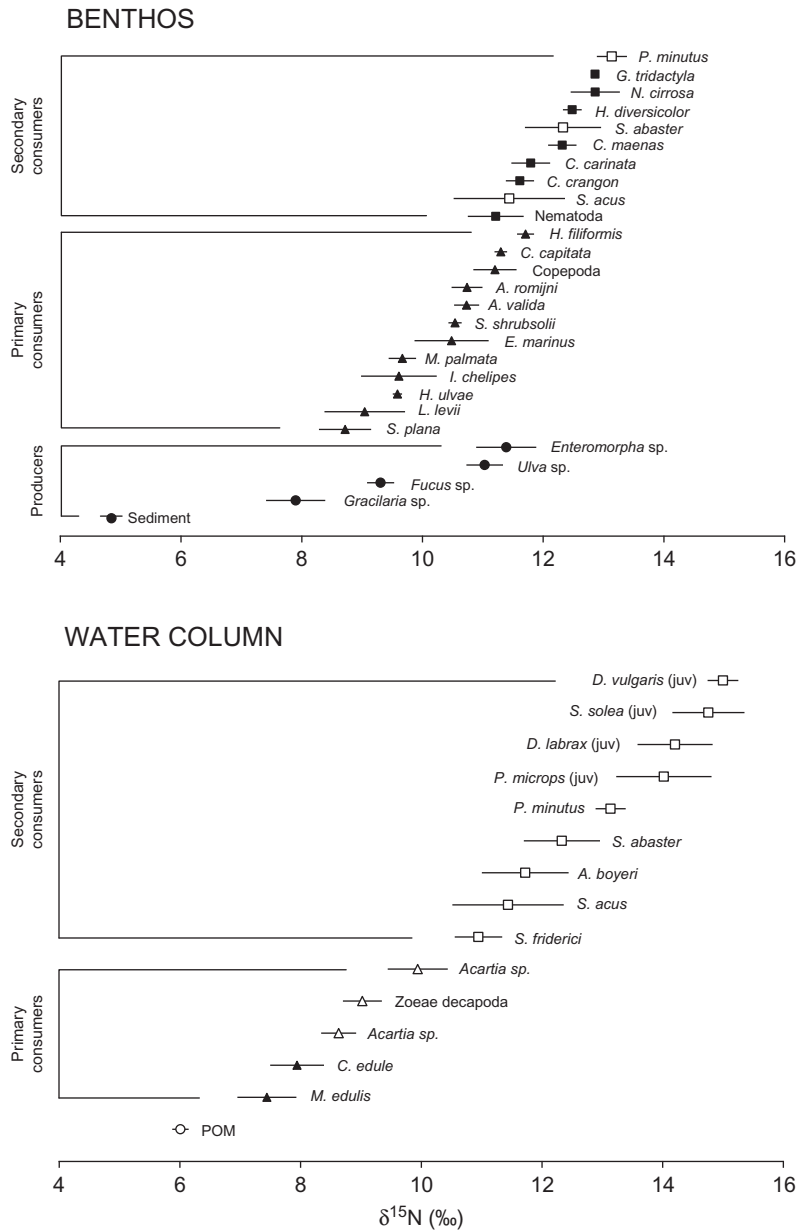 BENTHOS
Secondary
consumers
P. minutus
G. tridactyla
N. cirrosa
H. diversicolor
S. abaster
C. maenas
C. carinata
C. crangon
S. acus
Nematoda
Primary
consumers
H. filiformis
C. capitata
Copepoda
A. romijni
A. valida
S. shrubsolii
E. marinus
M. palmata
I. chelipes
H. ulvae
L. levii
S. plana
Producers
Enteromorpha sp.
Ulva sp.
Fucus sp.
Gracilaria sp.
Sediment
4 6 8 10 12 14 16
WATER COLUMN
Secondary
consumers
D. vulgaris (juv)
S. solea (juv)
D. labrax (juv)
P. microps (juv)
P. minutus
S. abaster
A. boyeri
S. acus
S. friderici
Primary
consumers
Acartia sp.
Zoeae decapoda
Acartia sp.
C. edule
M. edulis
POM
4 6 8 10 12 14 16
δ15N (‰)